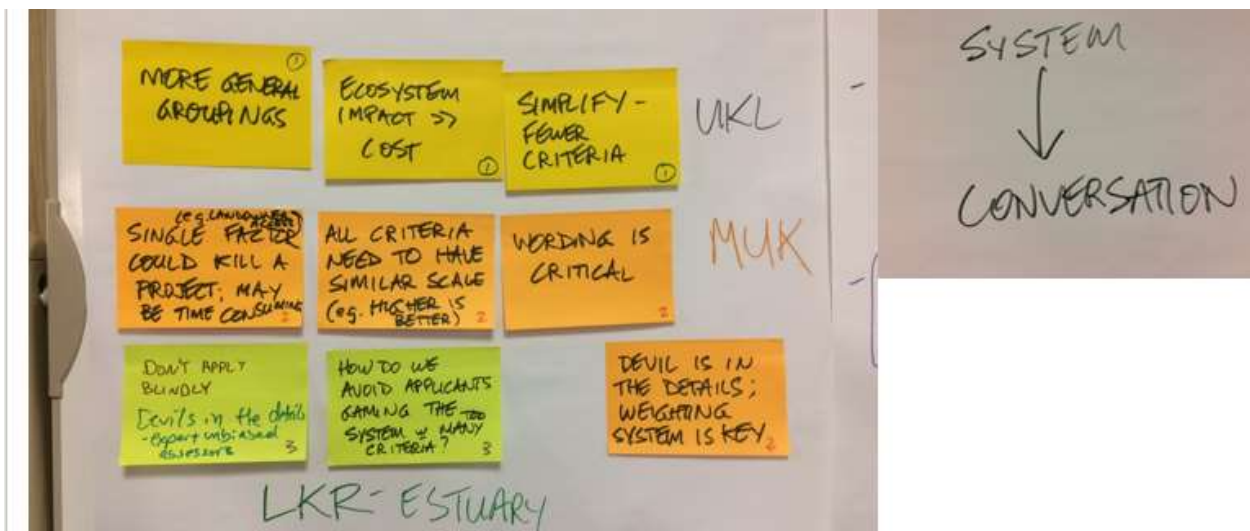 MORE GENERAL
GROUPINGS
1
ECOSYSTEM
IMPACT >>
COST
1
SIMPLIFY -
FEWER
CRITERIA
1
UKL
(e.g. LANDOWNER
SINGLE FACTOR
COULD KILL A
PROJECT; MAY
BE TIME CONSUMING
2
ALL CRITERIA
NEED TO HAVE
SIMILAR SCALE
(e.g. HIGHER IS
BETTER)
2
WORDING IS
CRITICAL
2
MUK
DON'T APPLY
BLINDLY
Devil's in the detail
- expert unbiased
assessors
3
HOW DO WE
AVOID APPLICANTS
GAMING THE
SYSTEM w TOO MANY
CRITERIA?
3
DEVIL IS IN
THE DETAILS;
WEIGHTING
SYSTEM IS KEY
2
LKR - ESTUARY
SYSTEM
CONVERSATION